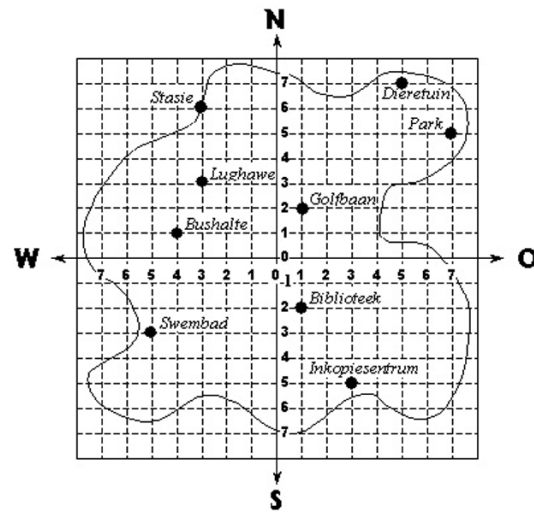 N
7
Stasie
Dieretuin
6
Park
5
4
Lughawe
3
Golfbaan
2
Bushalte
1
W
0
O
7 6 5 4 3 2 1 0 1 2 3 4 5 6 7
1
Biblioteek
2
Swembad
3
4
Inkopiesentrum
5
6
7
S